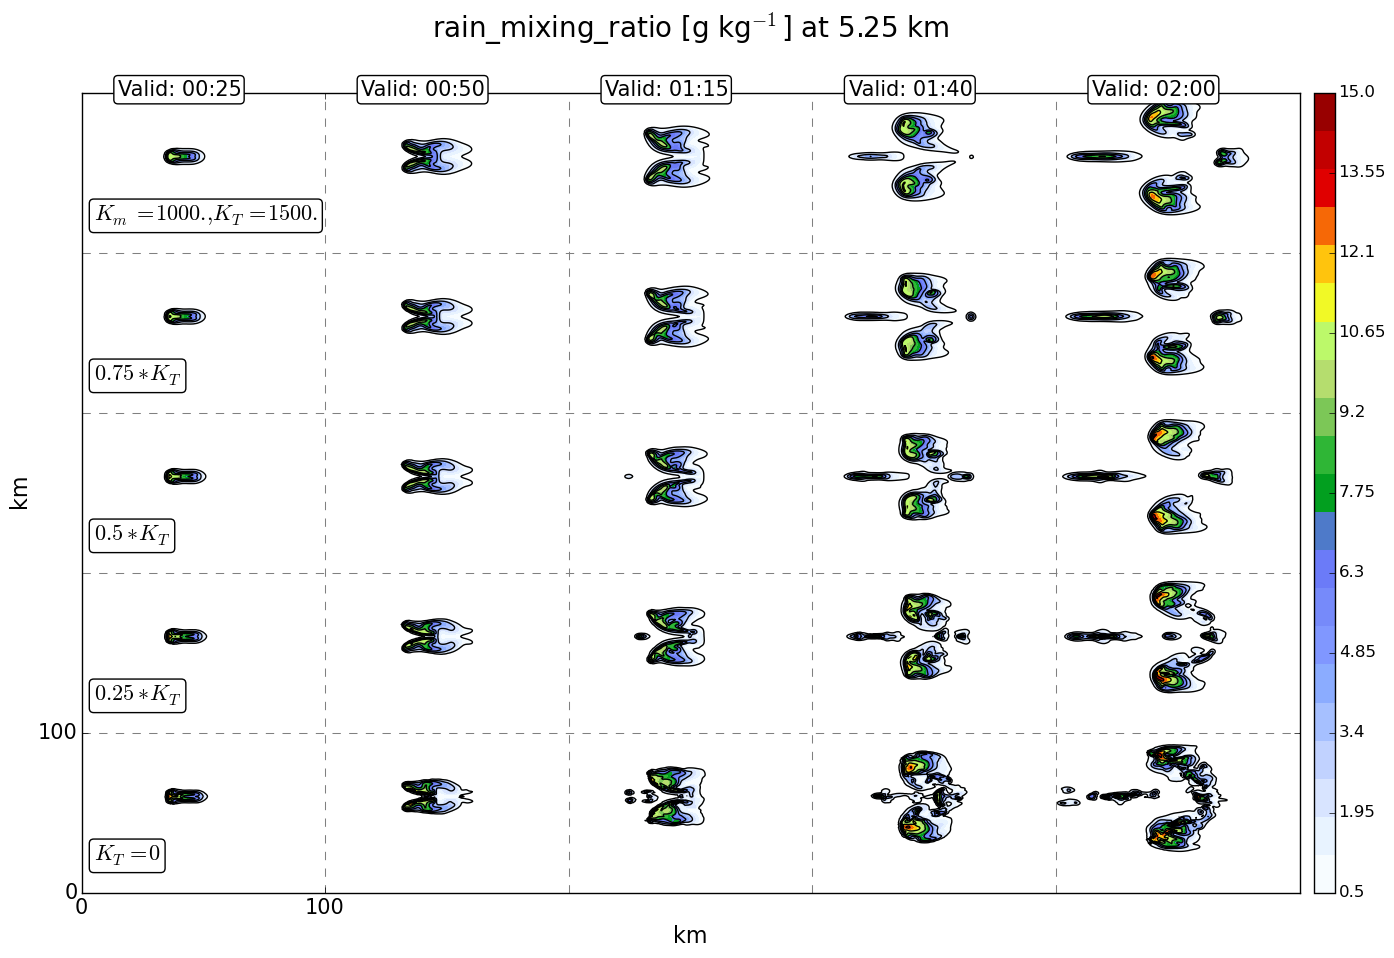 rain_mixing_ratio [g kg⁻¹] at 5.25 km
Valid: 00:25 Valid: 00:50 Valid: 01:15 Valid: 01:40 Valid: 02:00
15.0
13.55
12.1
10.65
9.2
7.75
6.3
4.85
3.4
1.95
0.5
K_m =1000.,K_T=1500.
0.75*K_T
0.5*K_T
0.25*K_T
K_T=0
km
100
0
0 100
km